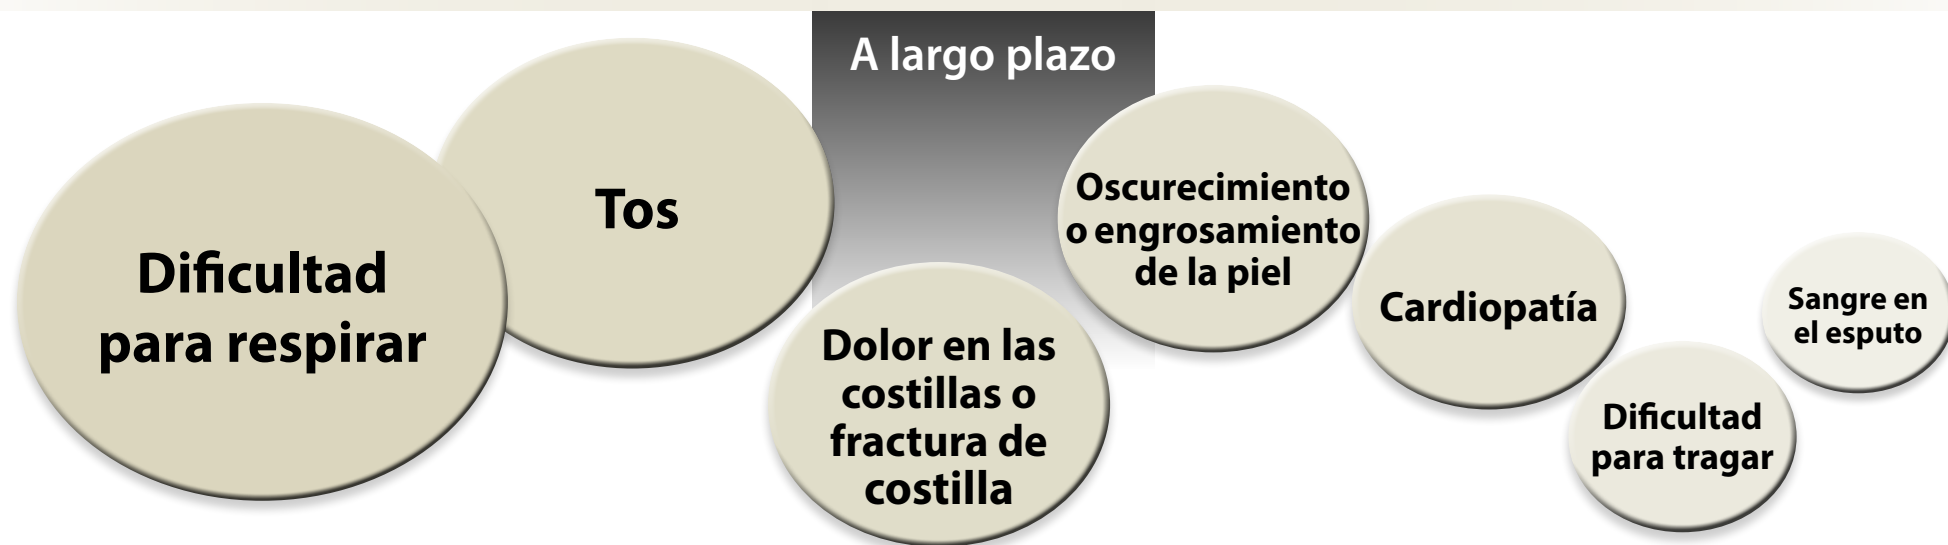 A largo plazo
Dificultad
para respirar
Tos
Dolor en las
costillas o
fractura de
costilla
Oscurecimiento
o engrosamiento
de la piel
Cardiopatía
Dificultad
para tragar
Sangre en
el esputo